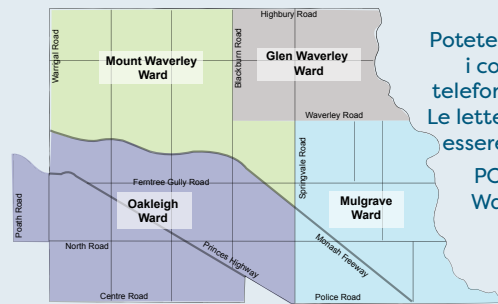 Highbury Road
Warrigal Road
Mount Waverley
Ward
Blackburn Road
Glen Waverley
Ward
Waverley Road
Springvale Road
Ferntree Gully Road
Oakleigh
Ward
Mulgrave
Ward
Poath Road
North Road
Princes Highway
Monash Freeway
Centre Road
Police Road
Potete
i co
telefor
Le lette
essere
PO
Wa